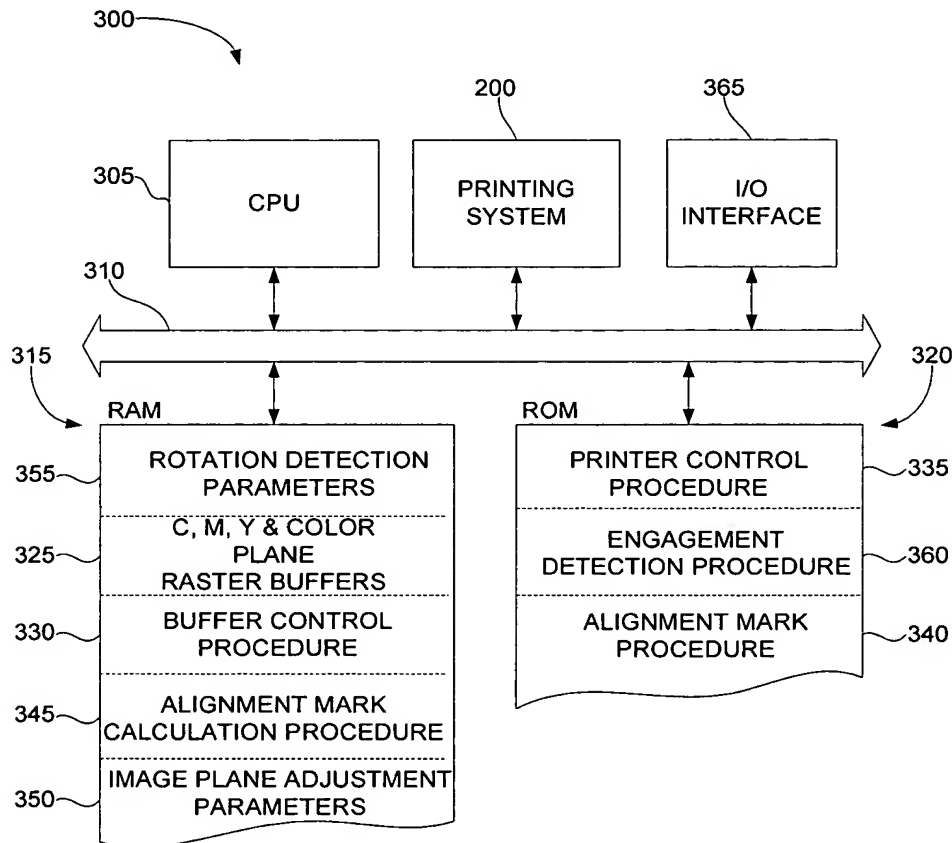 300
200
365
305
CPU
PRINTING
SYSTEM
I/O
INTERFACE
310
315
320
RAM
ROM
355
ROTATION DETECTION
PARAMETERS
325
C, M, Y & COLOR
PLANE
RASTER BUFFERS
330
BUFFER CONTROL
PROCEDURE
345
ALIGNMENT MARK
CALCULATION PROCEDURE
350
IMAGE PLANE ADJUSTMENT
PARAMETERS
PRINTER CONTROL
PROCEDURE
335
ENGAGEMENT
DETECTION PROCEDURE
360
ALIGNMENT MARK
PROCEDURE
340